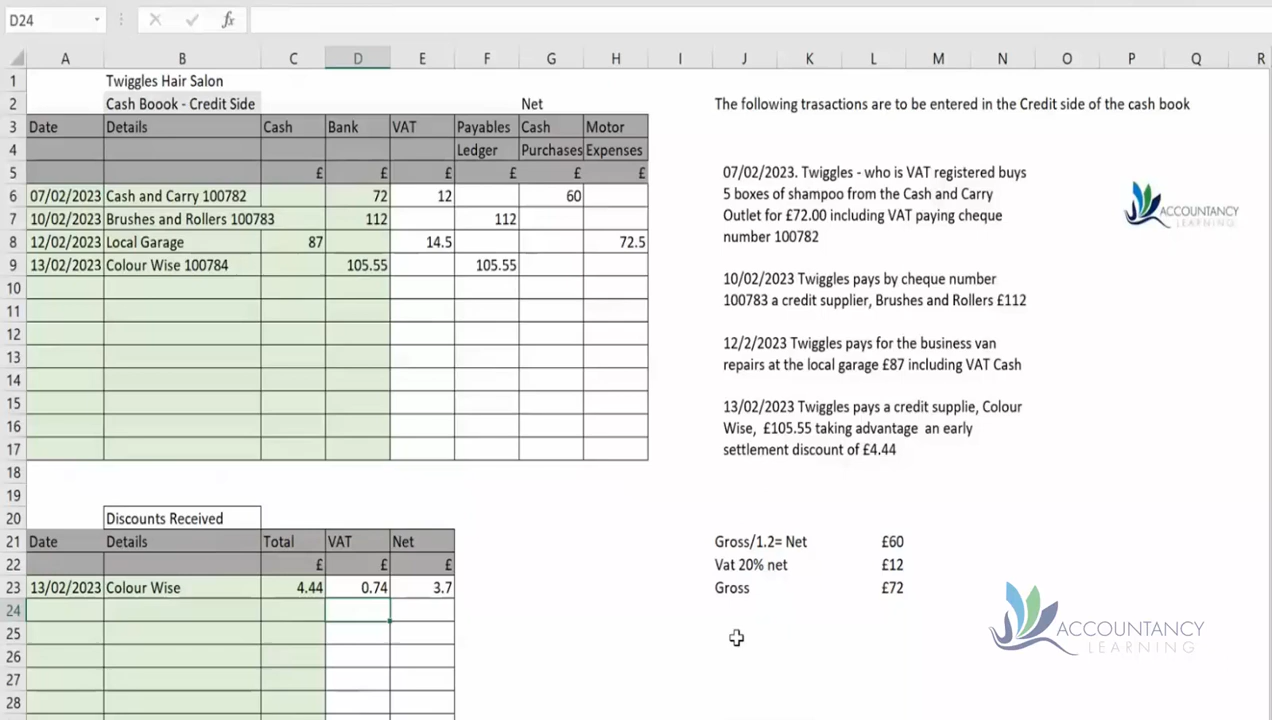 D24
fx
A B C D E F G H I J K L M N O P Q R
1 Twiggles Hair Salon
2 Cash Boook - Credit Side Net
3 Date Details Cash Bank VAT Payables Cash Motor
4 Ledger Purchases Expenses
5 £ £ £ £ £ £
6 07/02/2023 Cash and Carry 100782 72 12 60
7 10/02/2023 Brushes and Rollers 100783 112 112
8 12/02/2023 Local Garage 87 14.5 72.5
9 13/02/2023 Colour Wise 100784 105.55 105.55
10
11
12
13
14
15
16
17
18
19
20 Discounts Received
21 Date Details Total VAT Net
22 £ £ £
23 13/02/2023 Colour Wise 4.44 0.74 3.7
24
25
26
27
28
The following trasactions are to be entered in the Credit side of the cash book
07/02/2023. Twiggles - who is VAT registered buys
5 boxes of shampoo from the Cash and Carry
Outlet for £72.00 including VAT paying cheque
number 100782
10/02/2023 Twiggles pays by cheque number
100783 a credit supplier, Brushes and Rollers £112
12/2/2023 Twiggles pays for the business van
repairs at the local garage £87 including VAT Cash
13/02/2023 Twiggles pays a credit supplie, Colour
Wise, £105.55 taking advantage an early
settlement discount of £4.44
Gross/1.2= Net £60
Vat 20% net £12
Gross £72
ACCOUNTANCY
LEARNING
ACCOUNTANCY
LEARNING